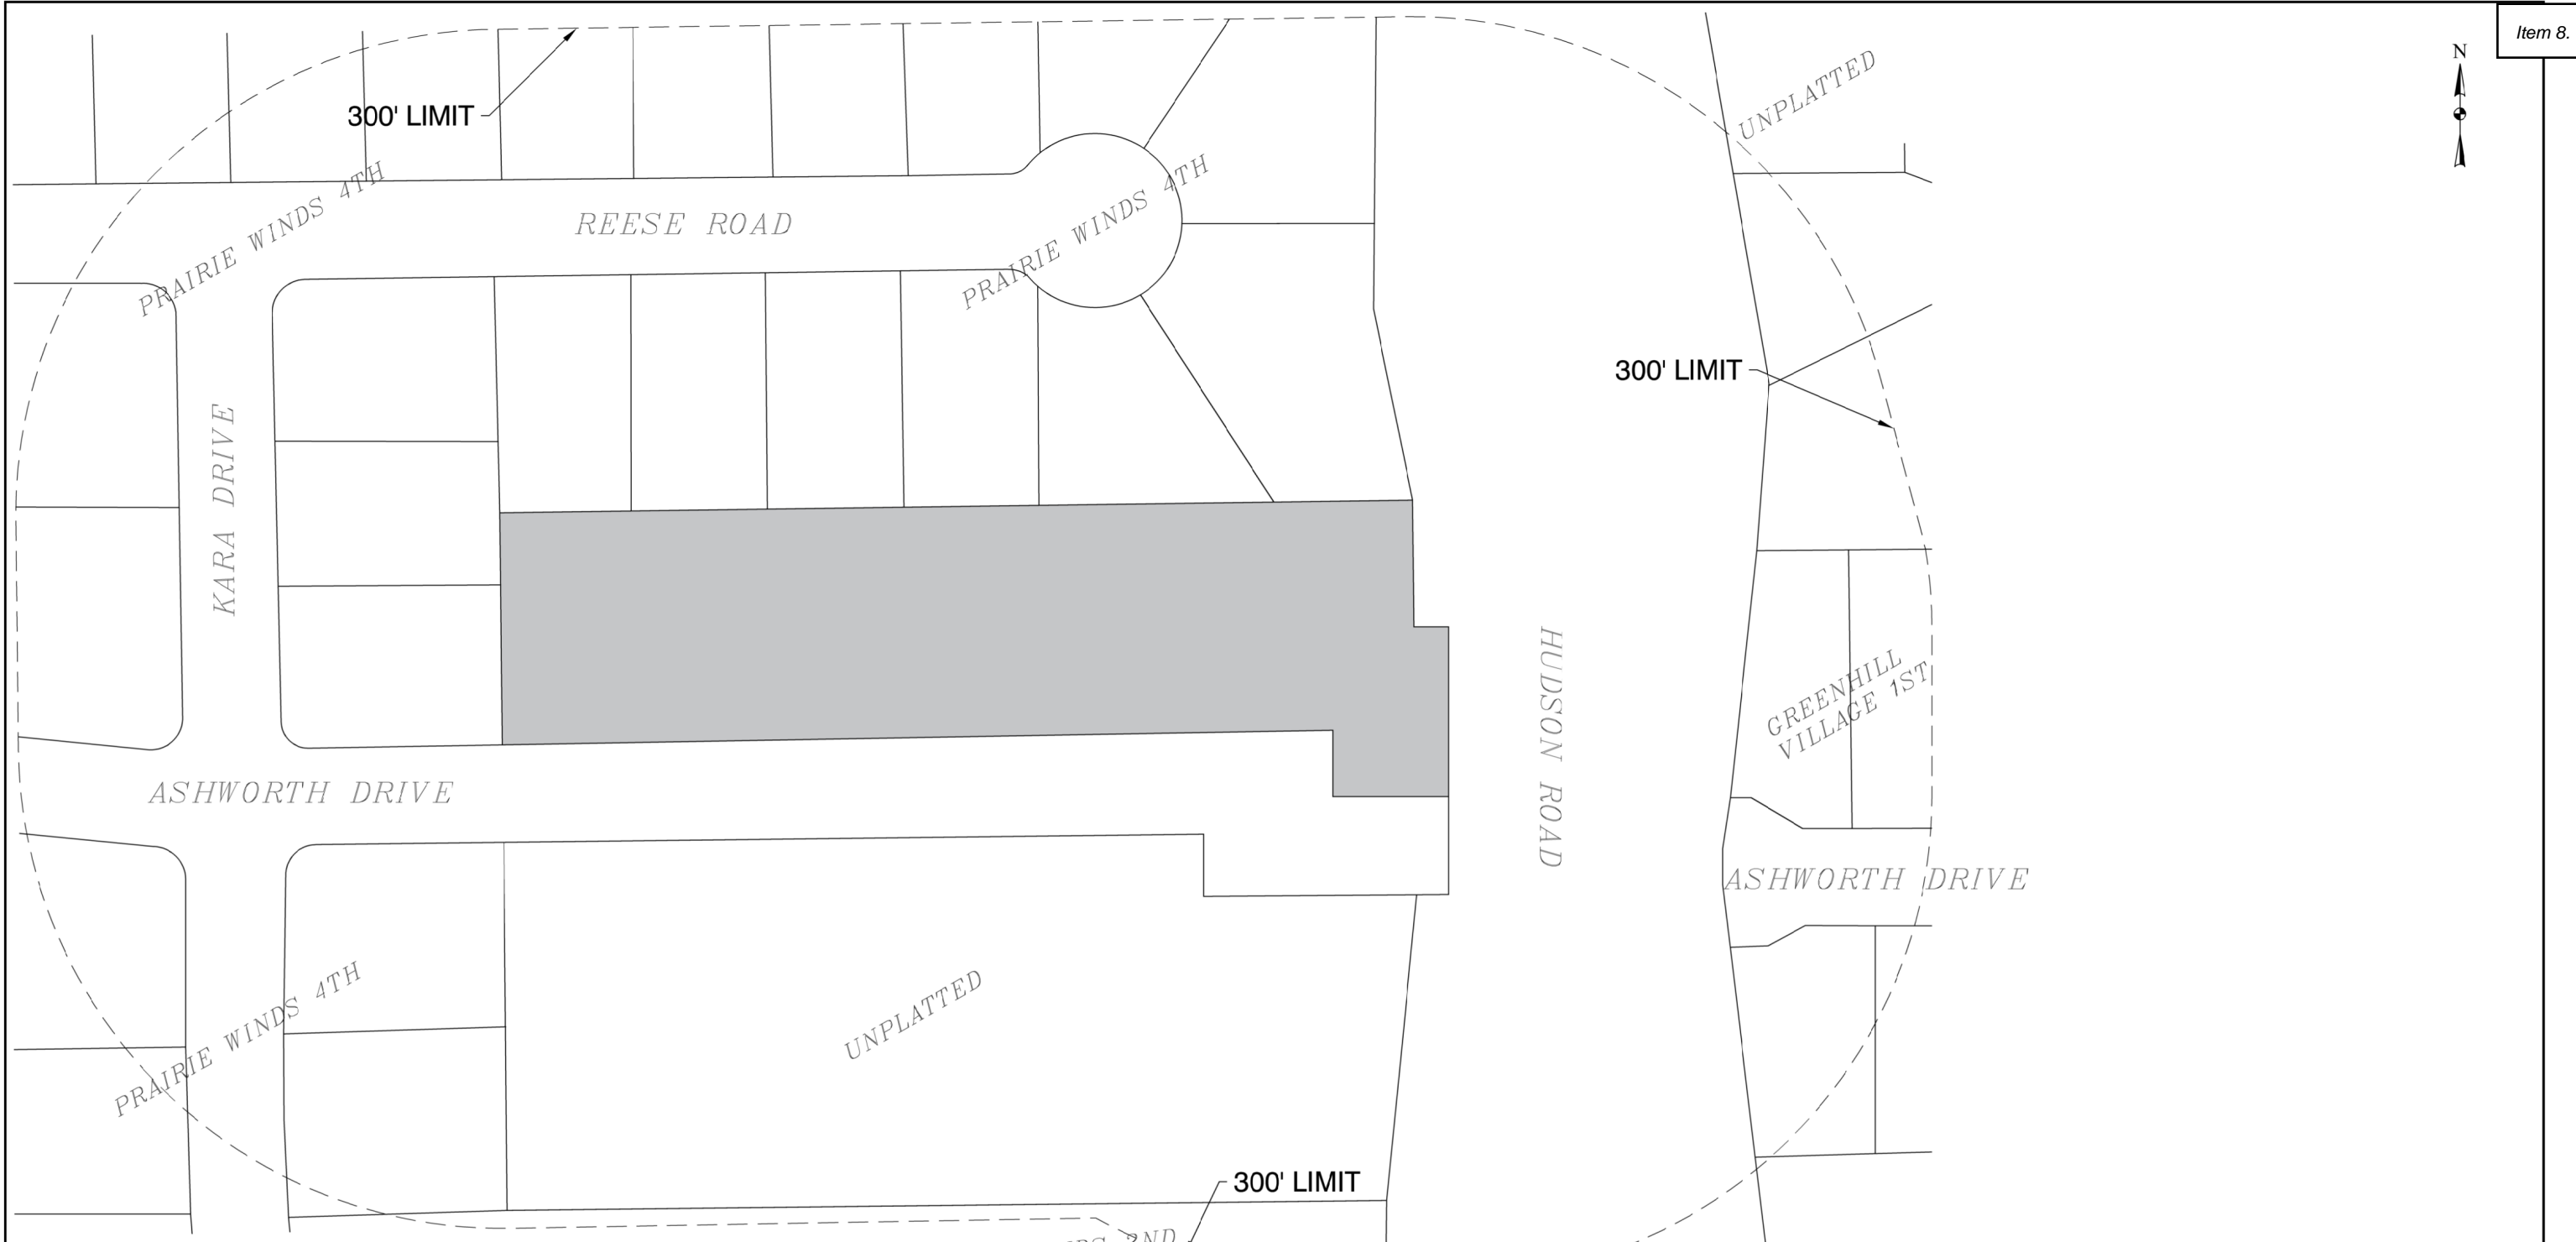 Item 8.
N
UNPLATTED
300' LIMIT
PRAIRIE WINDS 4TH
REESE ROAD
PRAIRIE WINDS 4TH
300' LIMIT
KARA DRIVE
HUDSON ROAD
GREENHILL
VILLAGE 1ST
ASHWORTH DRIVE
ASHWORTH DRIVE
PRAIRIE WINDS 4TH
UNPLATTED
300' LIMIT
2ND